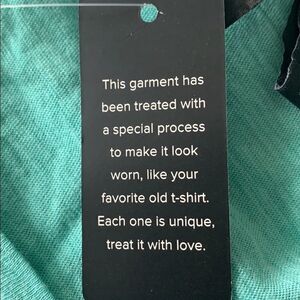 This garment has
been treated with
a special process
to make it look
worn, like your
favorite old t-shirt.
Each one is unique,
treat it with love.